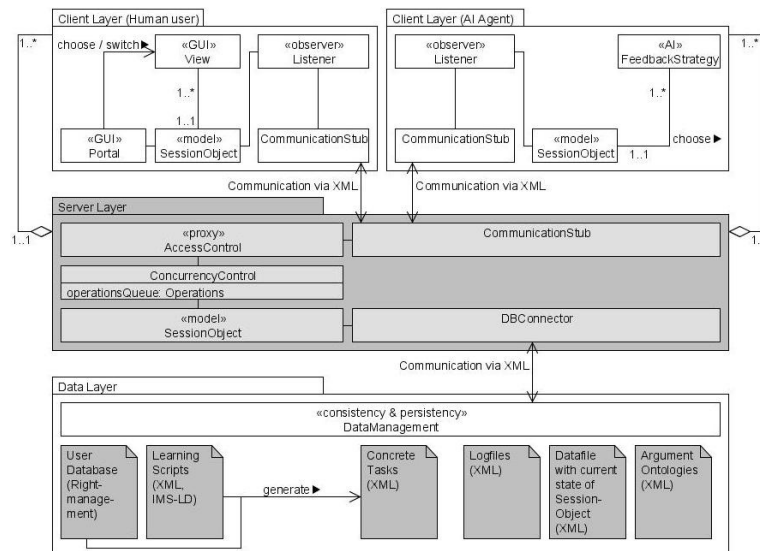 Client Layer (Human user)
Client Layer (AI Agent)
1..*
choose / switch ▶
«GUI»
View
«observer»
Listener
«observer»
Listener
«AI»
FeedbackStrategy
1..*
1..*
1..1
1..*
«GUI»
Portal
«model»
SessionObject
CommunicationStub
CommunicationStub
«model»
SessionObject
1..1
choose ▶
Communication via XML
Communication via XML
Server Layer
1..1
«proxy»
AccessControl
CommunicationStub
1..1
ConcurrencyControl
operationsQueue: Operations
«model»
SessionObject
DBConnector
Communication via XML
Data Layer
«consistency & persistency»
DataManagement
User
Database
(Right-
manage-
ment)
Learning
Scripts
(XML,
IMS-LD)
generate ▶
Concrete
Tasks
(XML)
Logfiles
(XML)
Datafile
with current
state of
Session-
Object
(XML)
Argument
Ontologies
(XML)